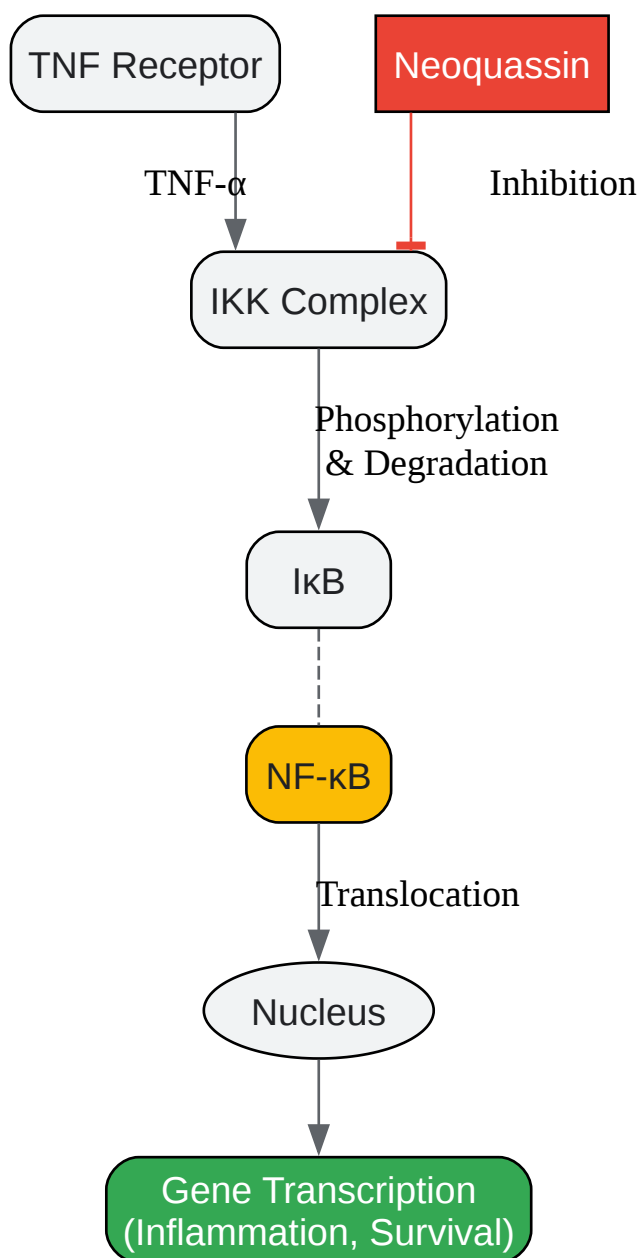 TNF Receptor
Neoquassin
TNF-α
Inhibition
IKK Complex
Phosphorylation
& Degradation
IκB
NF-κB
Translocation
Nucleus
Gene Transcription
(Inflammation, Survival)